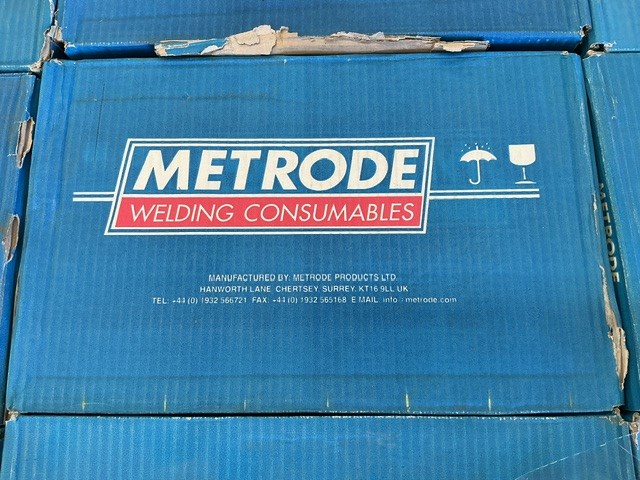 METRODE
WELDING CONSUMABLES
MANUFACTURED BY: METRODE PRODUCTS LTD.
HANWORTH LANE, CHERTSEY, SURREY, KT16 9LL UK
TEL: +44 (0) 1932 566721 FAX: +44 (0) 1932 565168 E MAIL: info metrode.com
METRODE